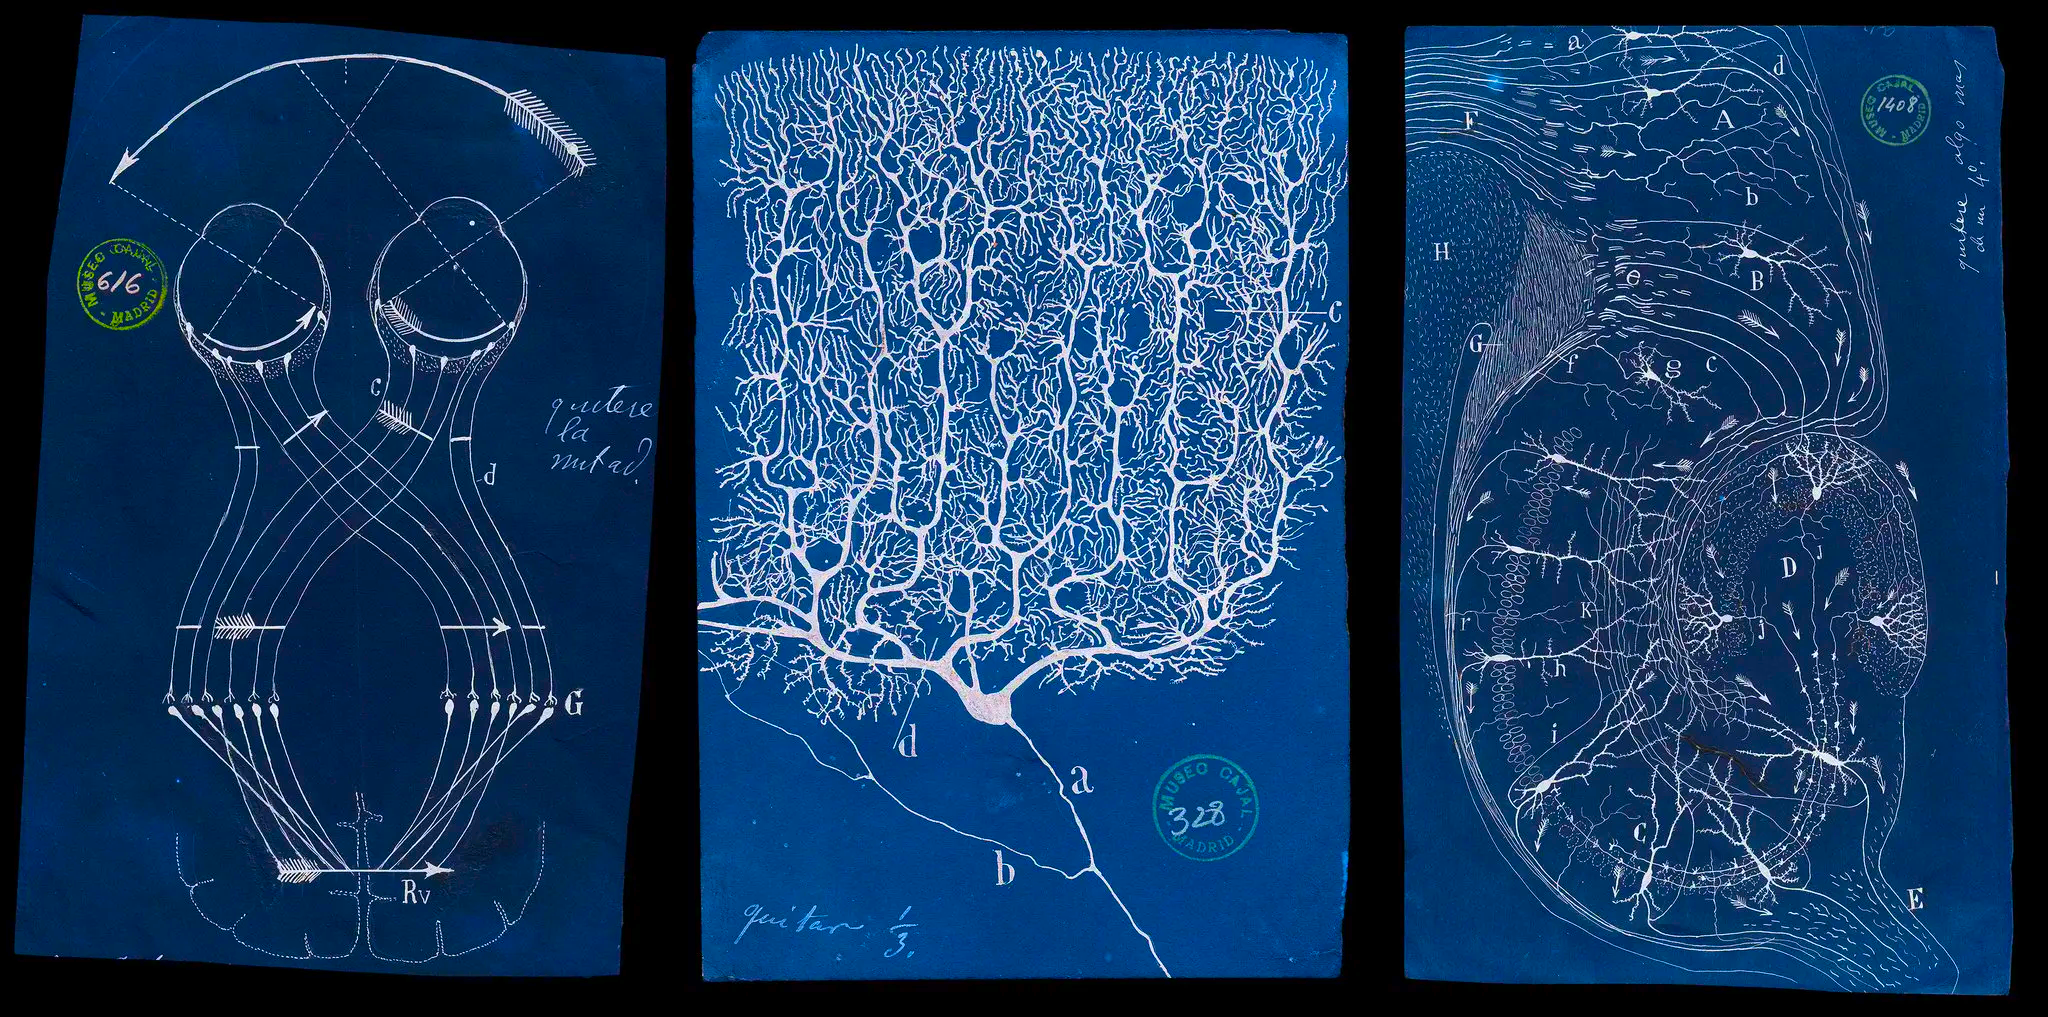 MUSEO CAJAL
616
- MADRID -
c
quitese
la
mitad.
d
G
Rv
C
d
a
b
MUSEO CAJAL
328
- MADRID -
quitar 1/3.
a
d
MUSEO CAJAL
1408
- MADRID -
quitese algo mas
de un 40.
F
A
b
H
e
B
G
f
g
c
J
D
K
r
j
h
i
C
E